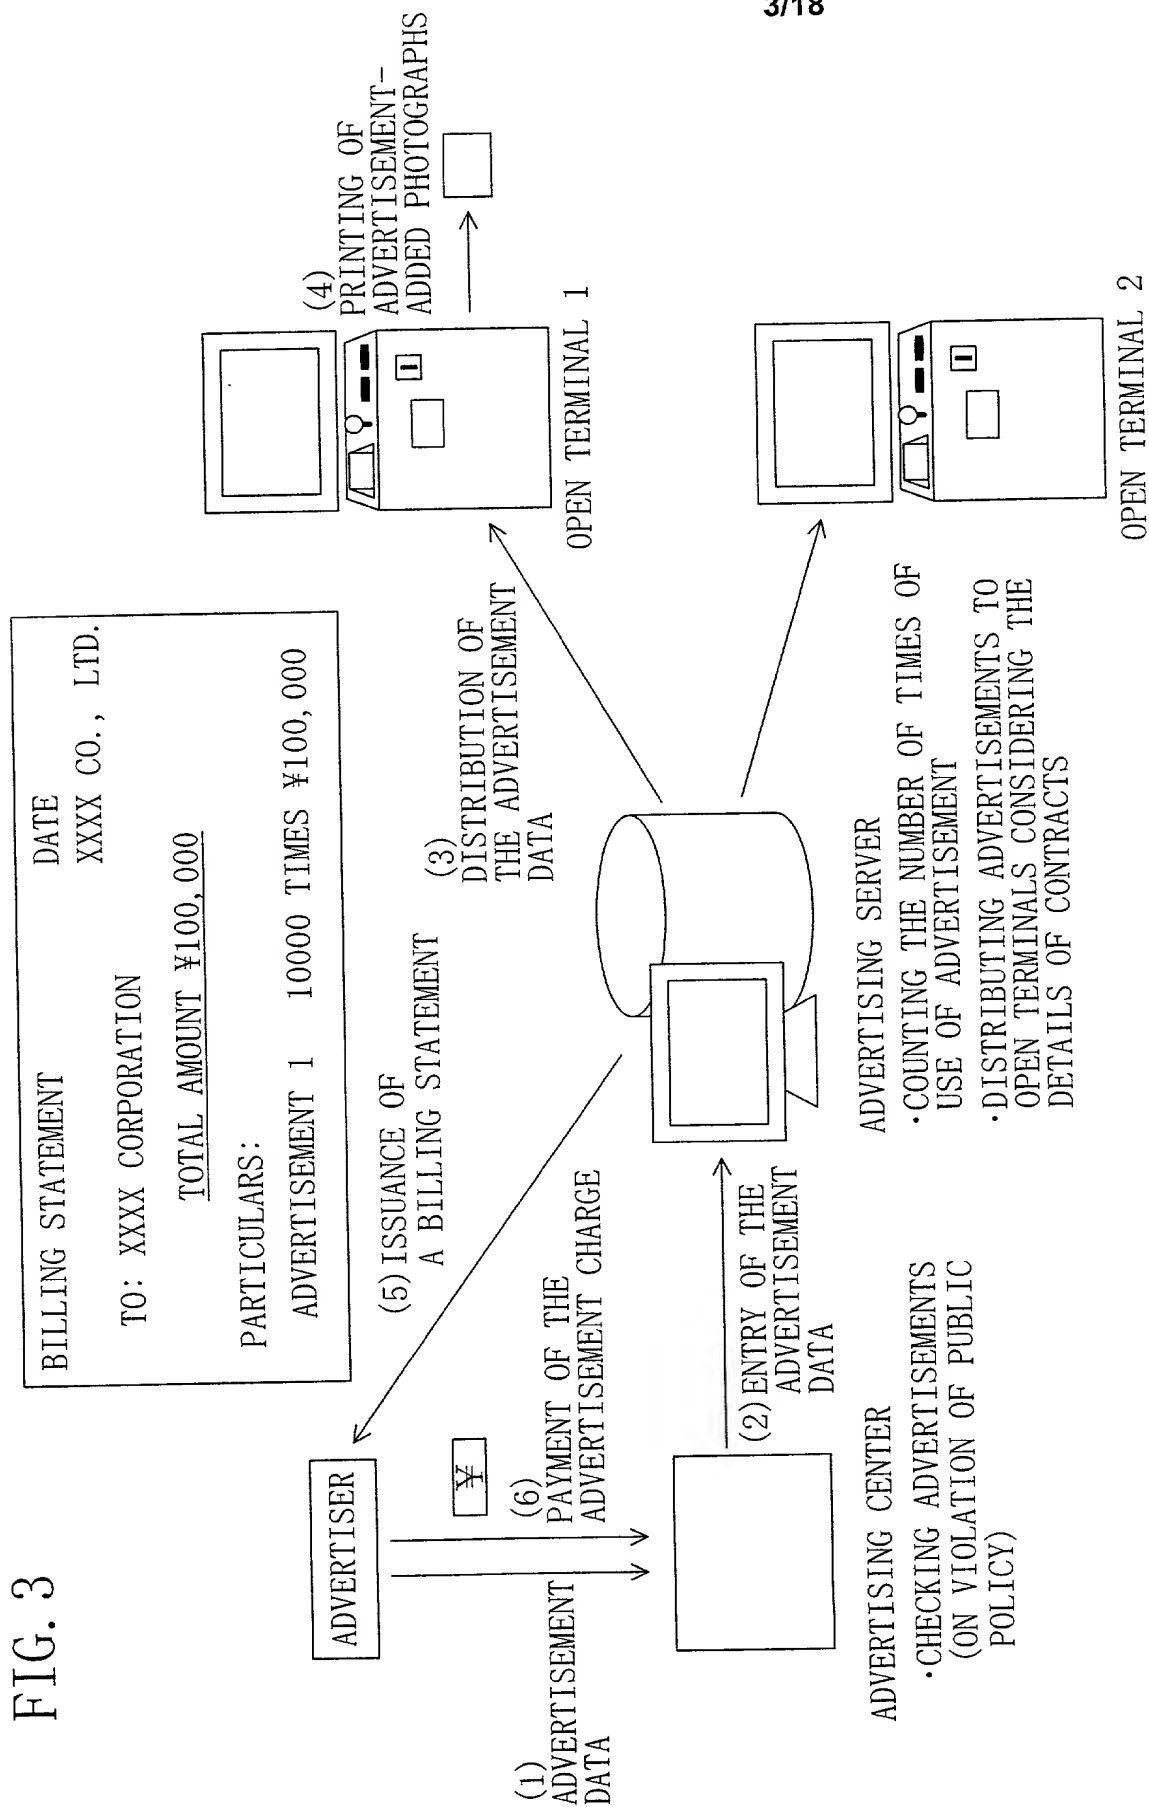 3/18
FIG. 3
BILLING STATEMENT
DATE
TO: XXXX CORPORATION
XXXX CO., LTD.
TOTAL AMOUNT ¥100,000
PARTICULARS:
ADVERTISEMENT 1 10000 TIMES ¥100,000
(1)
ADVERTISEMENT
DATA
ADVERTISER
¥
(6)
PAYMENT OF THE
ADVERTISEMENT CHARGE
(5) ISSUANCE OF
A BILLING STATEMENT
(2) ENTRY OF THE
ADVERTISEMENT
DATA
(3)
DISTRIBUTION OF
THE ADVERTISEMENT
DATA
(4)
PRINTING OF
ADVERTISEMENT-
ADDED PHOTOGRAPHS
OPEN TERMINAL 1
OPEN TERMINAL 2
ADVERTISING CENTER
·CHECKING ADVERTISEMENTS
(ON VIOLATION OF PUBLIC
POLICY)
ADVERTISING SERVER
·COUNTING THE NUMBER OF TIMES OF
USE OF ADVERTISEMENT
·DISTRIBUTING ADVERTISEMENTS TO
OPEN TERMINALS CONSIDERING THE
DETAILS OF CONTRACTS